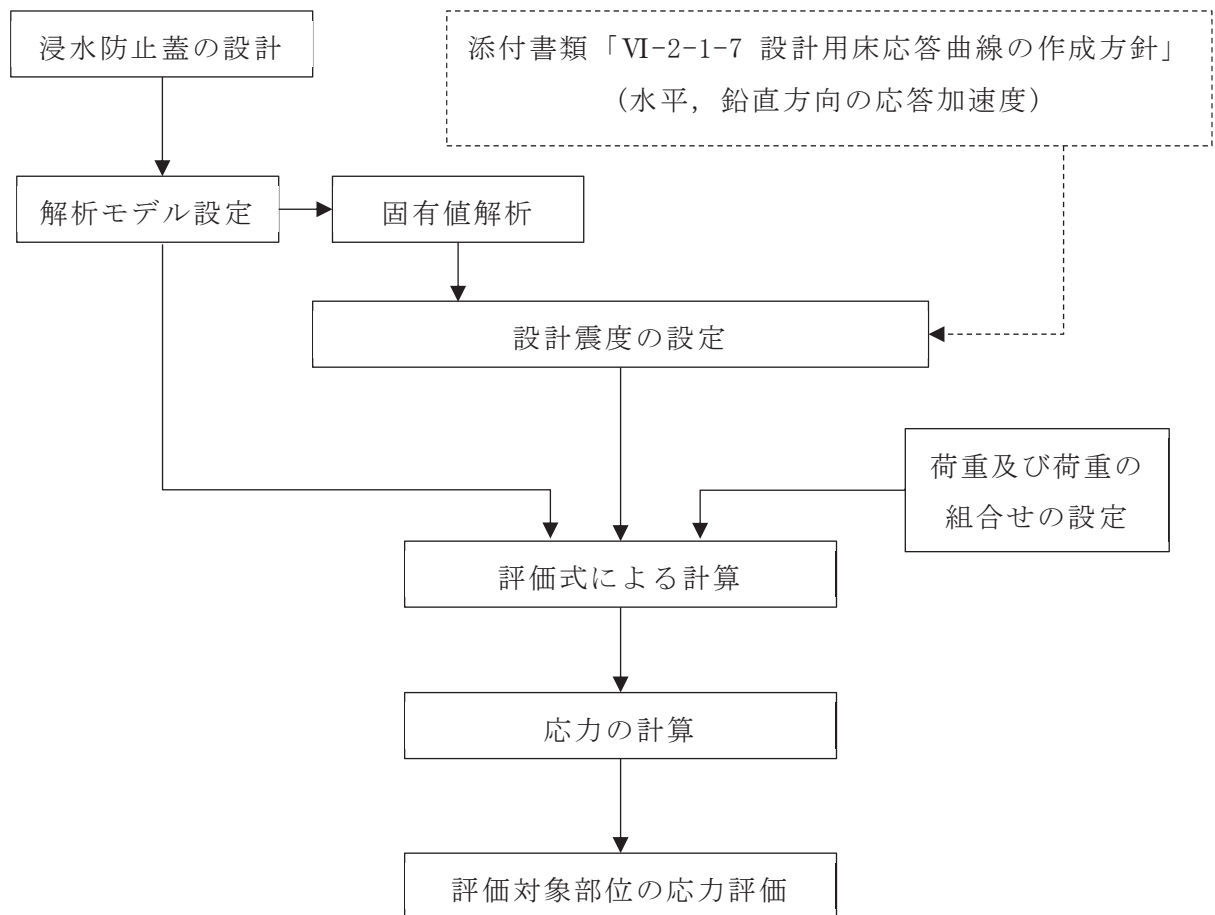 浸水防止蓋の設計
添付書類「Ⅵ-2-1-7 設計用床応答曲線の作成方針」
(水平，鉛直方向の応答加速度)
解析モデル設定
固有値解析
設計震度の設定
荷重及び荷重の
組合せの設定
評価式による計算
応力の計算
評価対象部位の応力評価